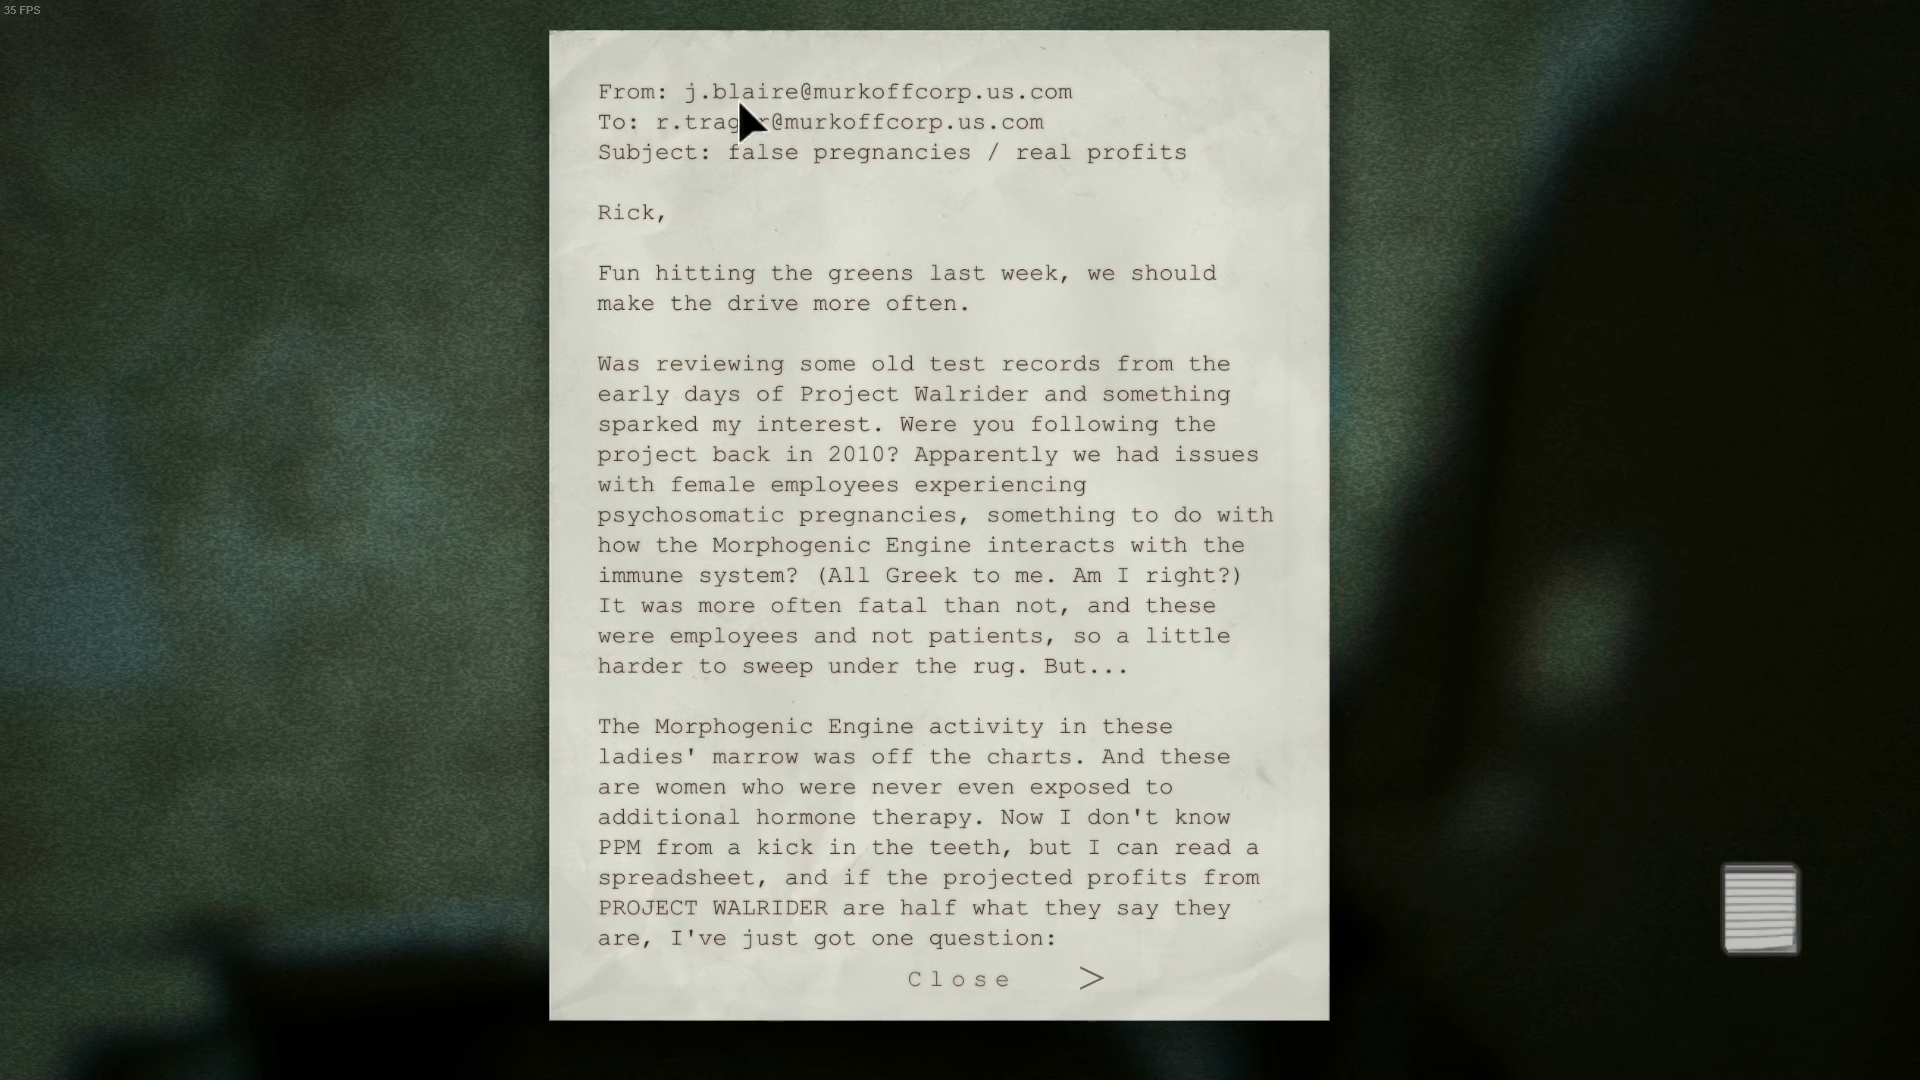 35 FPS
From: j.blaire@murkoffcorp.us.com
To: r.trager@murkoffcorp.us.com
Subject: false pregnancies / real profits
Rick,
Fun hitting the greens last week, we should
make the drive more often.
Was reviewing some old test records from the
early days of Project Walrider and something
sparked my interest. Were you following the
project back in 2010? Apparently we had issues
with female employees experiencing
psychosomatic pregnancies, something to do with
how the Morphogenic Engine interacts with the
immune system? (All Greek to me. Am I right?)
It was more often fatal than not, and these
were employees and not patients, so a little
harder to sweep under the rug. But...
The Morphogenic Engine activity in these
ladies' marrow was off the charts. And these
are women who were never even exposed to
additional hormone therapy. Now I don't know
PPM from a kick in the teeth, but I can read a
spreadsheet, and if the projected profits from
PROJECT WALRIDER are half what they say they
are, I've just got one question:
Close >